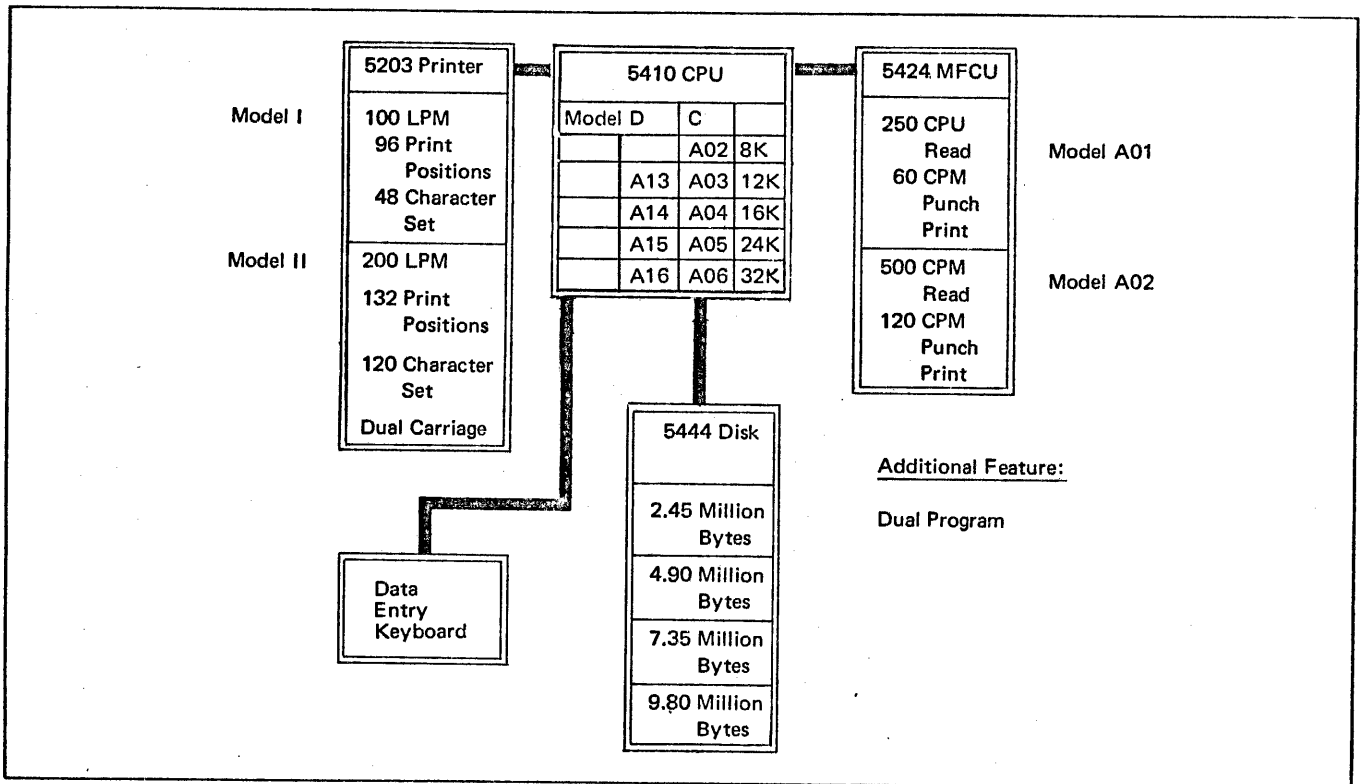 Model I
Model II
5203 Printer
100 LPM
96 Print
Positions
48 Character
Set
200 LPM
132 Print
Positions
120 Character
Set
Dual Carriage
5410 CPU
Model D C
A02 8K
A13 A03 12K
A14 A04 16K
A15 A05 24K
A16 A06 32K
5424 MFCU
250 CPU
Read
60 CPM
Punch
Print
500 CPM
Read
120 CPM
Punch
Print
Model A01
Model A02
Data
Entry
Keyboard
5444 Disk
2.45 Million
Bytes
4.90 Million
Bytes
7.35 Million
Bytes
9.80 Million
Bytes
Additional Feature:
Dual Program